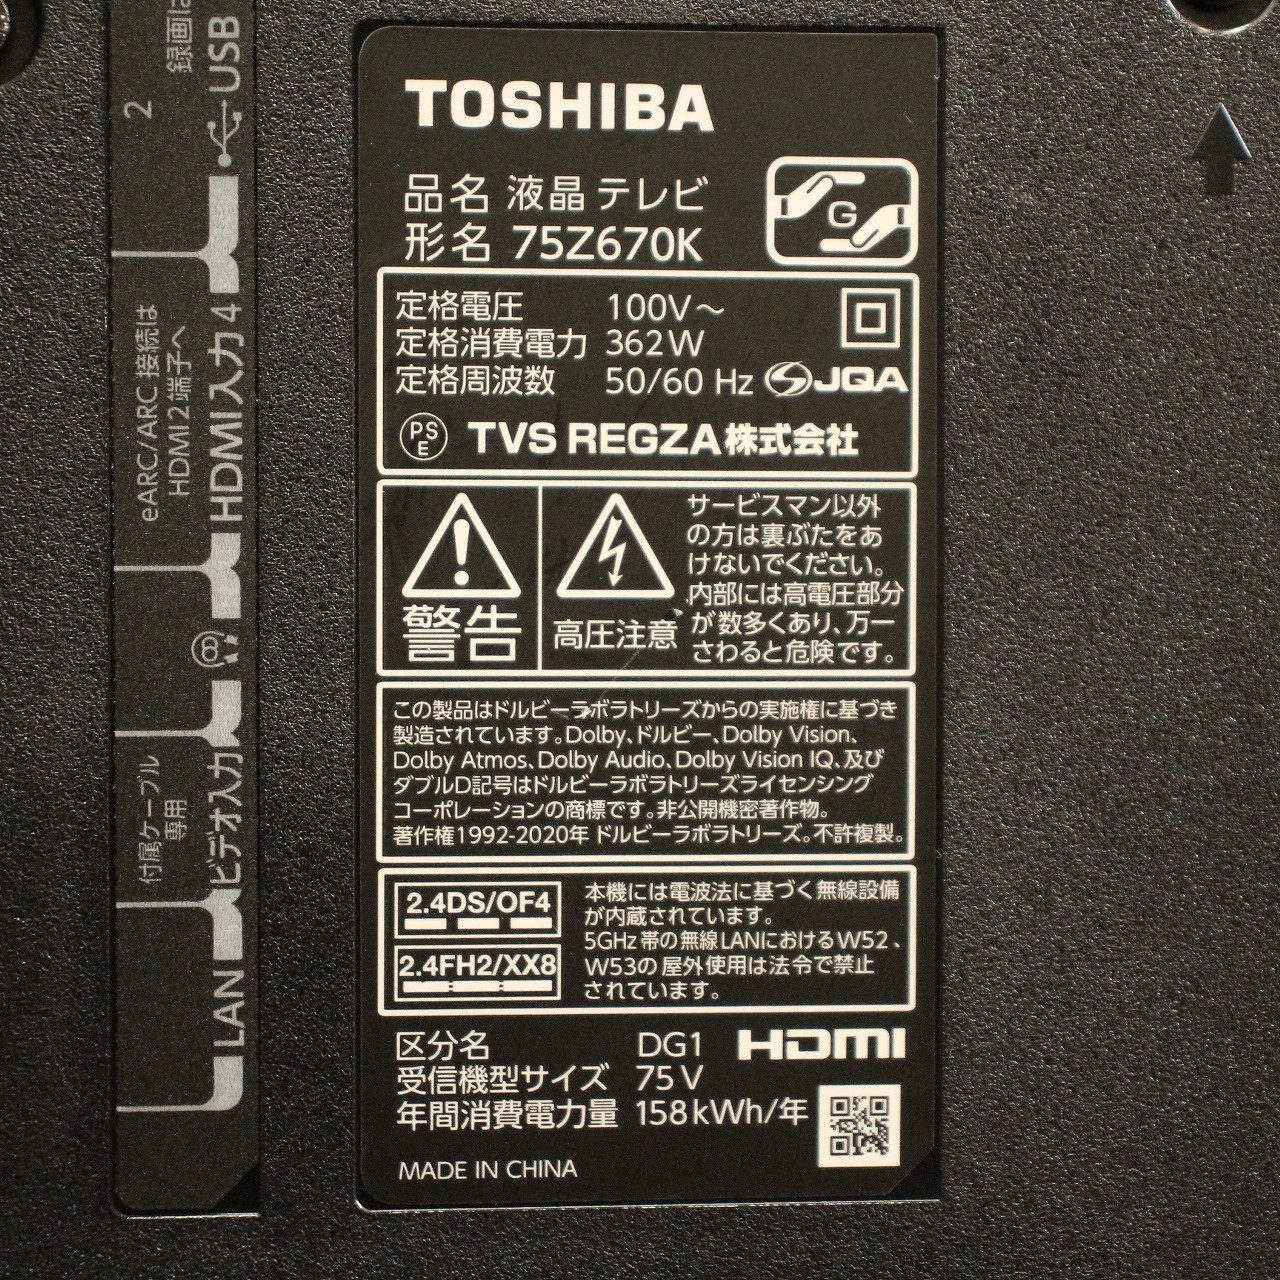 TOSHIBA
品名 液晶テレビ
形名 75Z670K
G
定格電圧 100V～
定格消費電力 362W
定格周波数 50/60 Hz JQA
PSE TVS REGZA株式会社
警告
高圧注意
サービスマン以外
の方は裏ぶたをあ
けないでください。
内部には高電圧部分
が数多くあり、万一
さわると危険です。
この製品はドルビーラボラトリーズからの実施権に基づき
製造されています。Dolby、ドルビー、Dolby Vision、
Dolby Atmos、Dolby Audio、Dolby Vision IQ、及び
ダブルD記号はドルビーラボラトリーズライセンシング
コーポレーションの商標です。非公開機密著作物。
著作権1992-2020年 ドルビーラボラトリーズ。不許複製。
2.4DS/OF4
2.4FH2/XX8
本機には電波法に基づく無線設備
が内蔵されています。
5GHz帯の無線LANにおけるW52、
W53の屋外使用は法令で禁止
されています。
区分名 DG1 HDMI
受信機型サイズ 75V
年間消費電力量 158kWh/年
MADE IN CHINA
録画は
2
USB
eARC/ARC接続は
HDMI2端子へ
HDMI入力4
8
付属ケーブル
専用
ビデオ入力
LAN